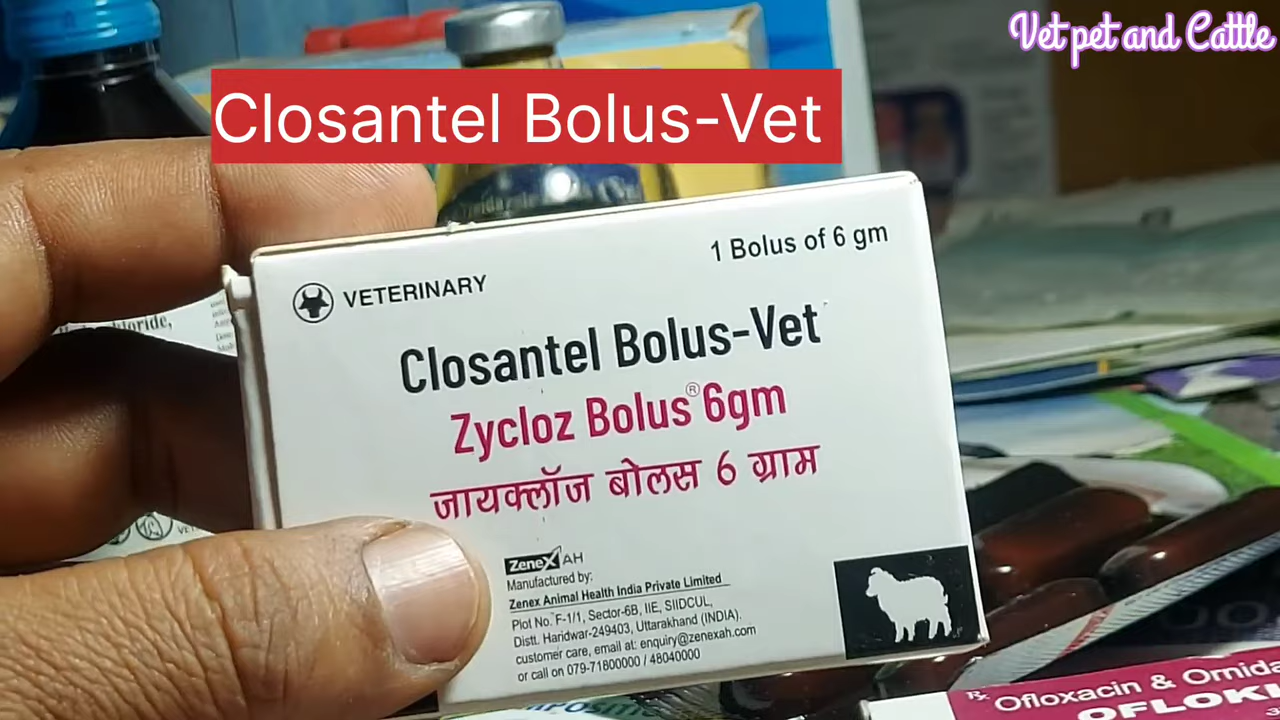 Vet pet and Cattle
Closantel Bolus-Vet
1 Bolus of 6 gm
VETERINARY
Closantel Bolus-Vet
Zycloz Bolus® 6gm
जायक्लॉज बोलस 6 ग्राम
ZeneX AH
Manufactured by:
Zenex Animal Health India Private Limited
Plot No. F-1/1, Sector-6B, IIE, SIIDCUL,
Distt. Haridwar-249403, Uttarakhand (INDIA).
customer care, email at: enquiry@zenexah.com
or call on 079-71800000 / 48040000
Rx Ofloxacin & Ornida